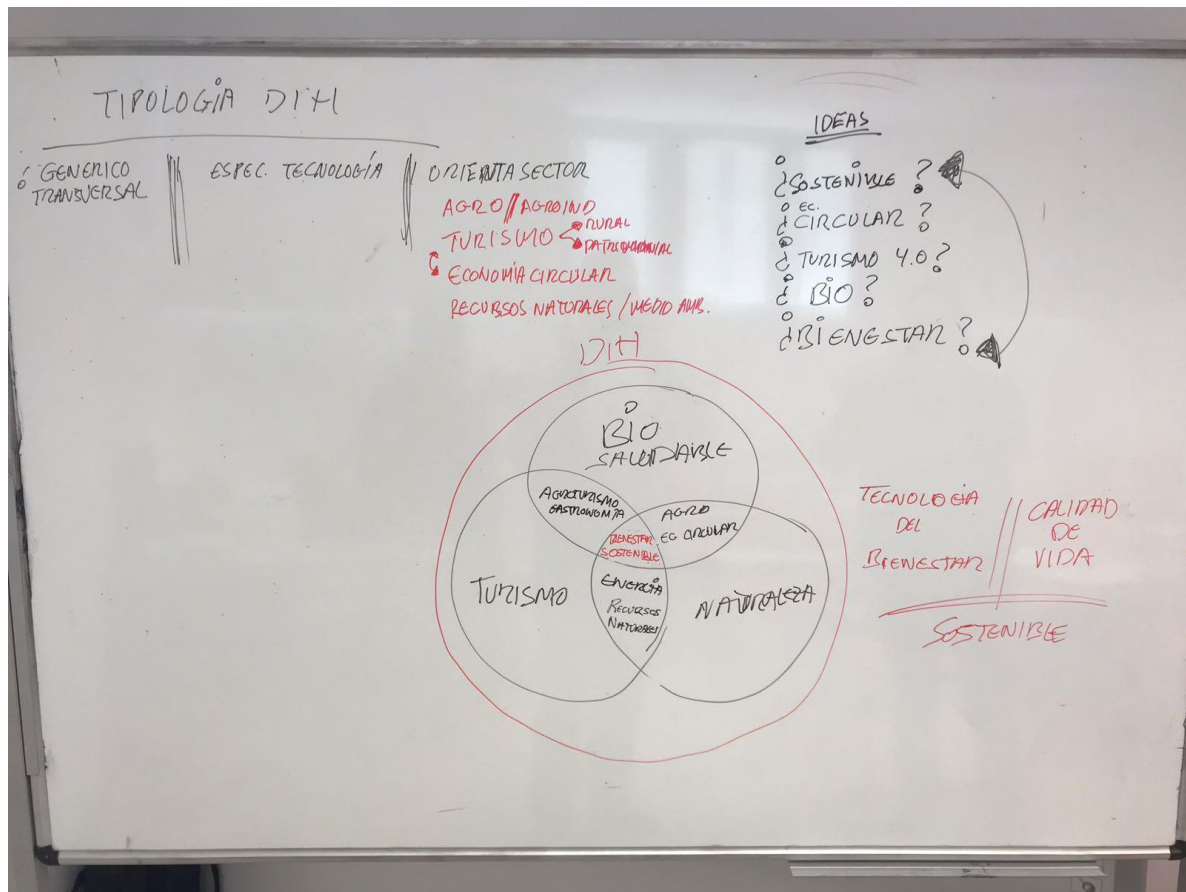 TIPOLOGÍA DIH
GENERICO
TRANSVERSAL
ESPEC. TECNOLOGÍA
ORIENTA SECTOR
AGRO // AGROIND
TURISMO
RURAL
PATRIMONIAL
ECONOMÍA CIRCULAR
RECURSOS NATURALES / MEDIO AMB.
IDEAS
¿SOSTENIBLE?
EC.
¿CIRCULAR?
¿TURISMO 4.0?
¿BIO?
¿BIENESTAR?
DIH
BIO
SALUDABLE
AGROTURISMO
GASTRONOMÍA
AGRO
EC CIRCULAR
BIENESTAR
SOSTENIBLE
TURISMO
ENERGÍA
RECURSOS
NATURALES
NATURALEZA
TECNOLOGÍA
DEL
BIENESTAR
CALIDAD
DE
VIDA
SOSTENIBLE